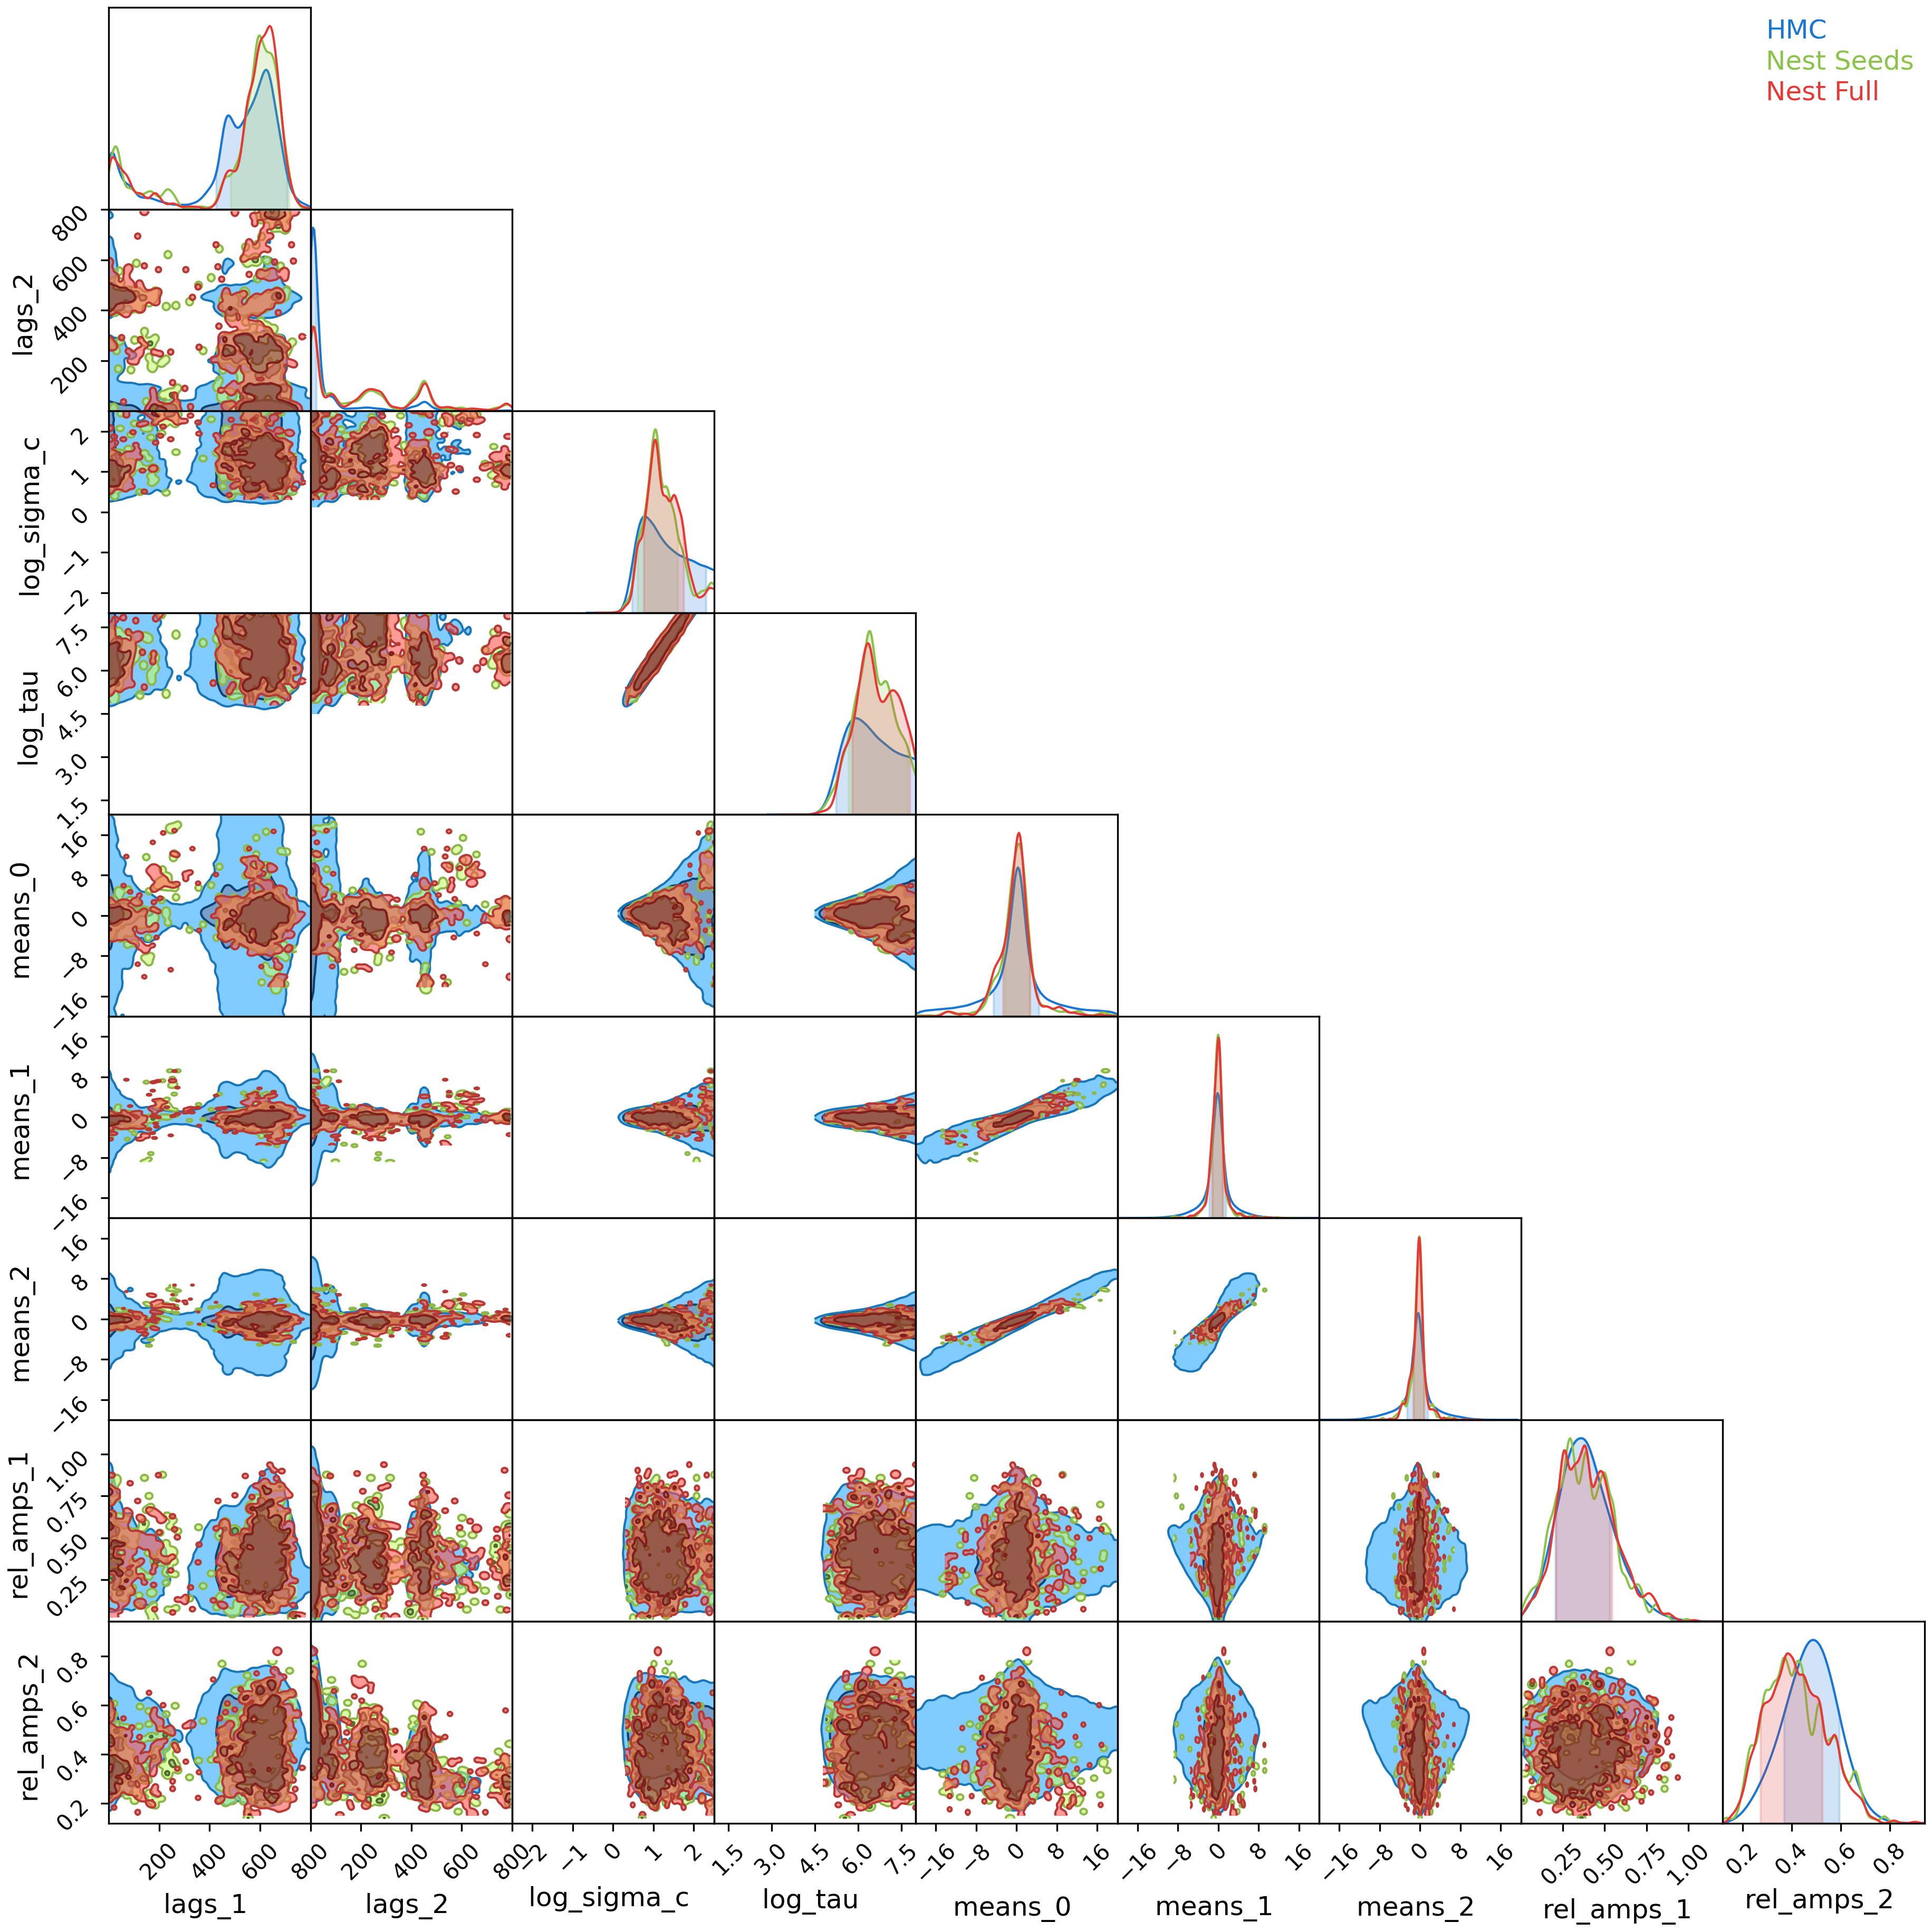 HMC
Nest Seeds
Nest Full
lags_2
800
600
400
200
log_sigma_c
2
1
0
−1
−2
log_tau
7.5
6.0
4.5
3.0
1.5
means_0
16
8
0
−8
−16
means_1
16
8
0
−8
−16
means_2
16
8
0
−8
−16
rel_amps_1
1.00
0.75
0.50
0.25
rel_amps_2
0.8
0.6
0.4
0.2
200 400 600 800 200 400 600 800 −2 −1 0 1 2 1.5 3.0 4.5 6.0 7.5 −16 −8 0 8 16 −16 −8 0 8 16 −16 −8 0 8 16 0.25 0.50 0.75 1.00 0.2 0.4 0.6 0.8
lags_1 lags_2 log_sigma_c log_tau means_0 means_1 means_2 rel_amps_1 rel_amps_2